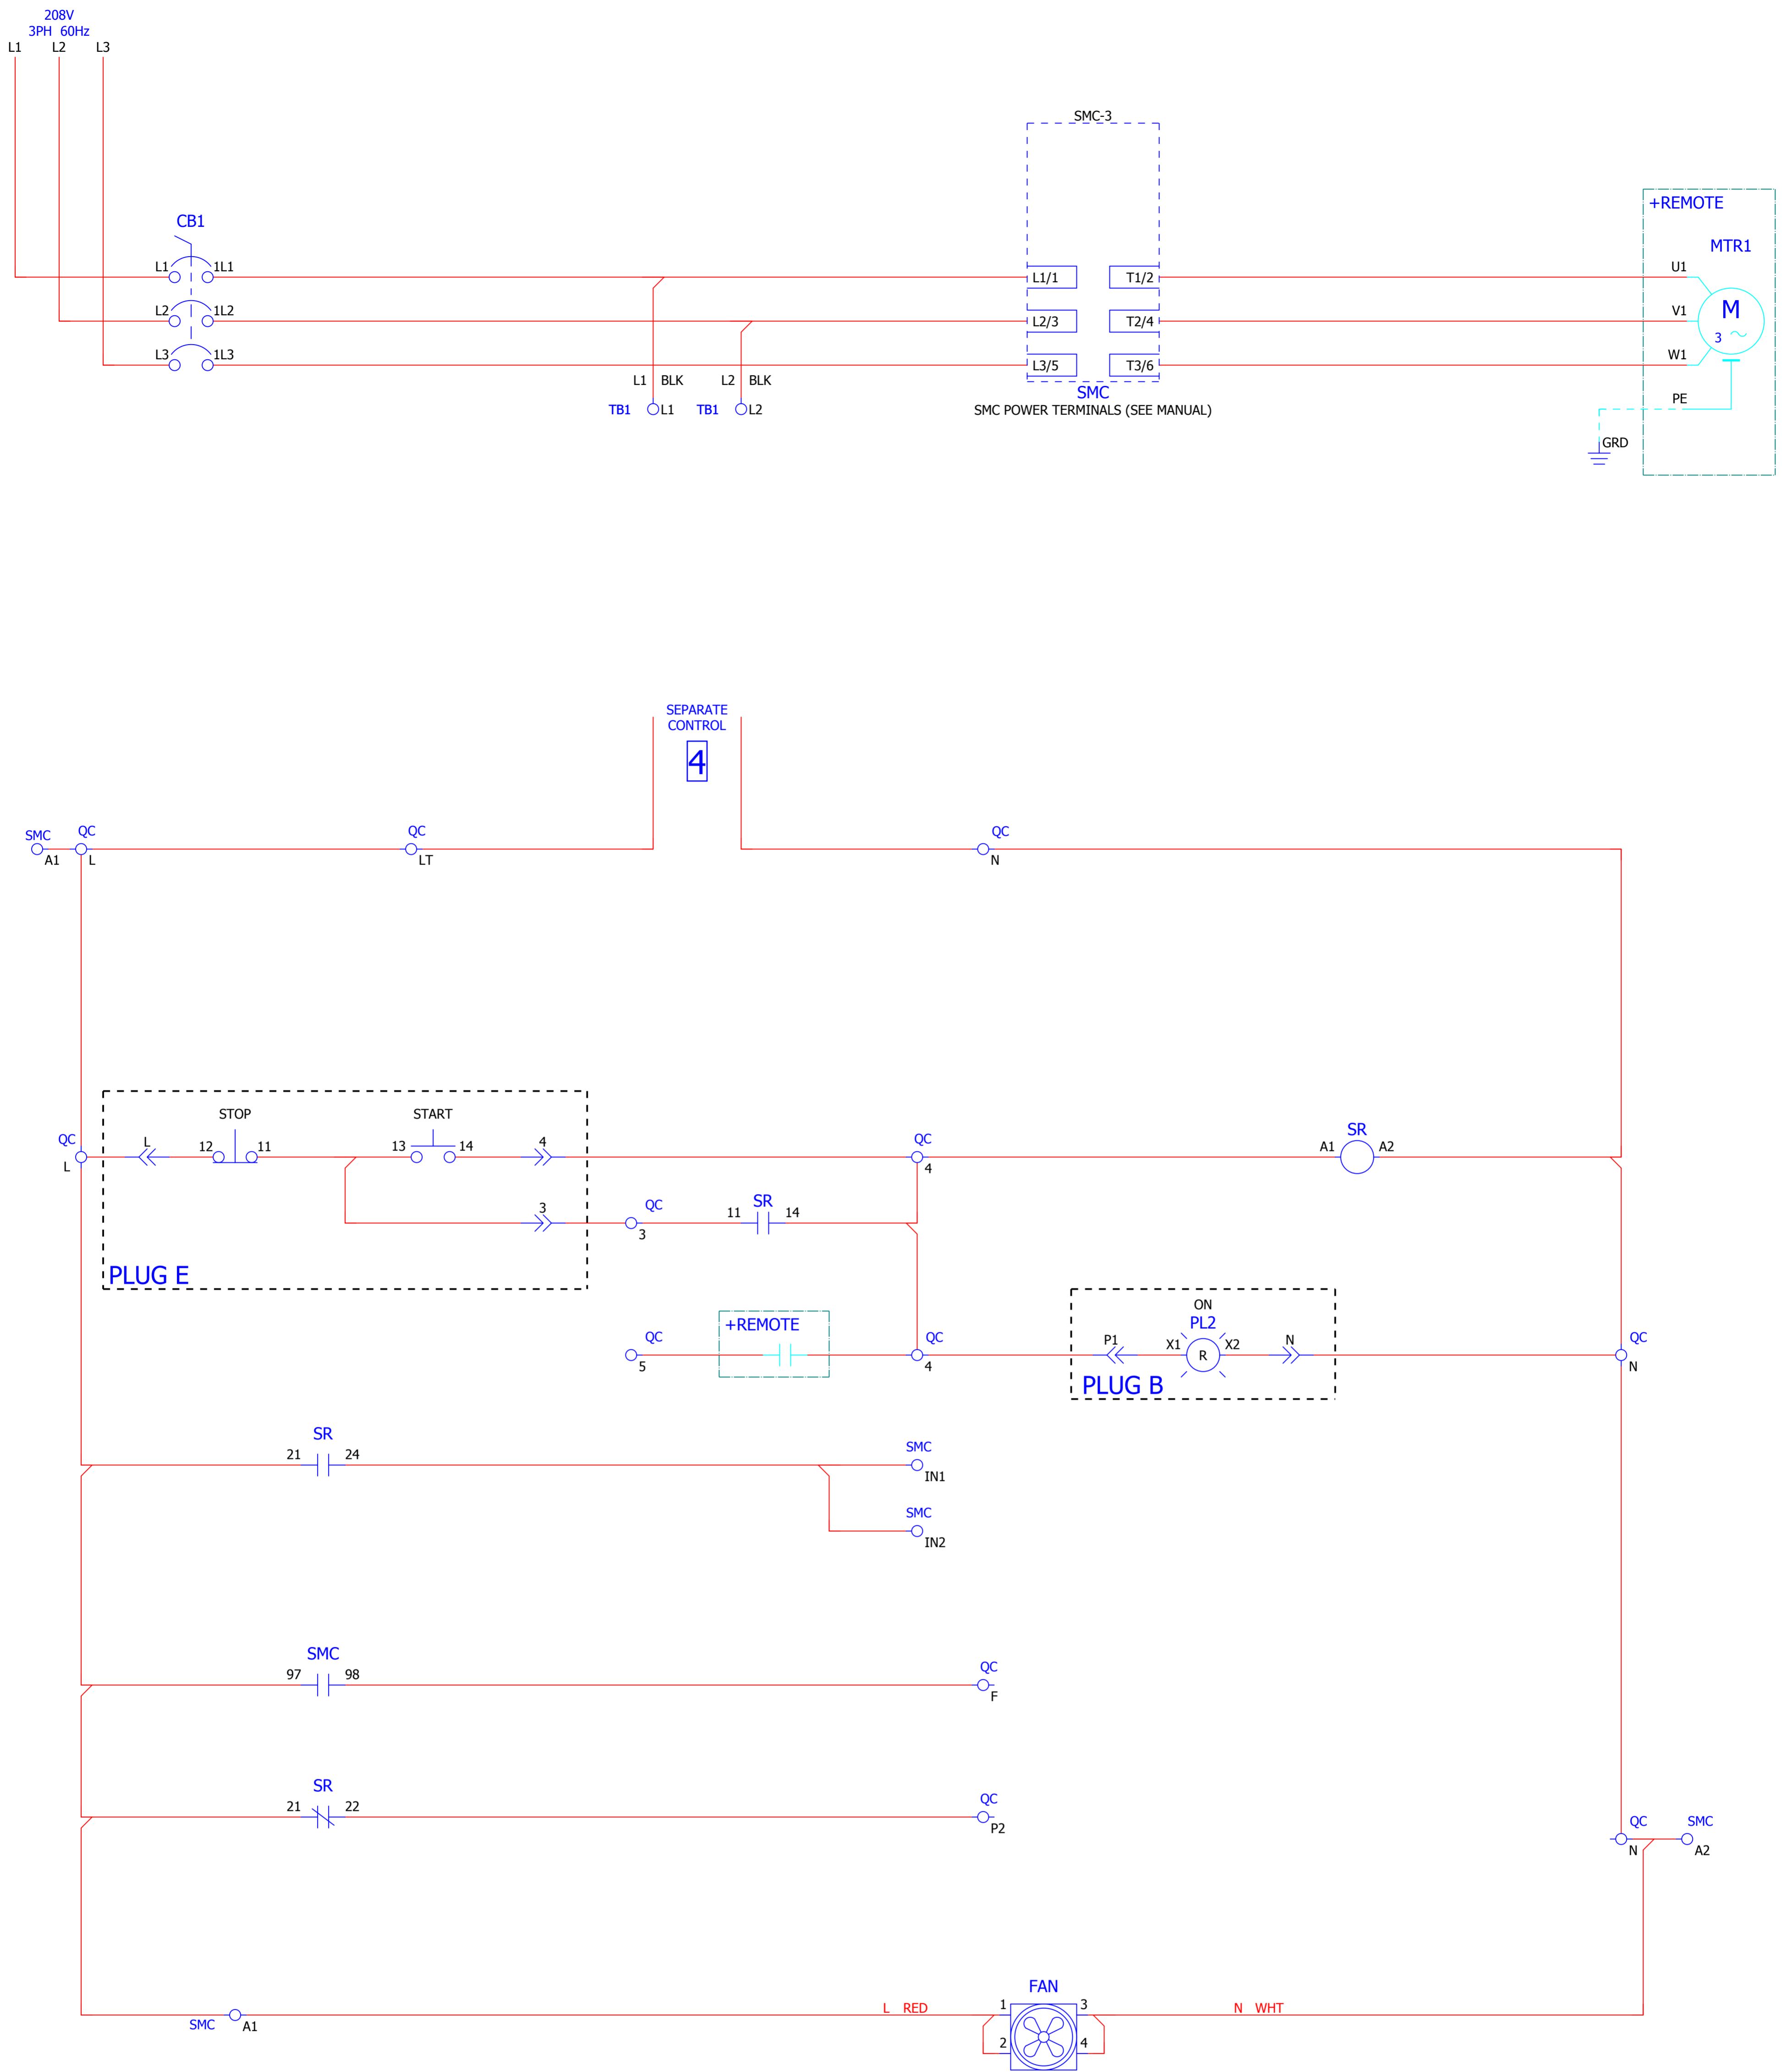 208V
3PH 60Hz
L1 L2 L3
SMC-3
+REMOTE
CB1
MTR1
L1 1L1 L1/1 T1/2 U1
L2 1L2 L2/3 T2/4 V1
M
3
L3 1L3 L3/5 T3/6 W1
L1 BLK L2 BLK
SMC
PE
TB1 L1 TB1 L2
SMC POWER TERMINALS (SEE MANUAL)
GRD
SEPARATE
CONTROL
4
SMC QC QC QC
A1 L LT N
STOP START
QC L 12 11 13 14 4 QC A1 SR A2
L 4
3 QC 11 SR 14
3
PLUG E
ON
+REMOTE
PL2
QC QC P1 X1 R X2 N QC
5 4 N
PLUG B
SR
21 24
SMC
IN1
SMC
IN2
SMC
97 98
QC
F
SR
21 22
QC
P2
QC SMC
N A2
FAN
L RED 1 3 N WHT
SMC A1
2 4